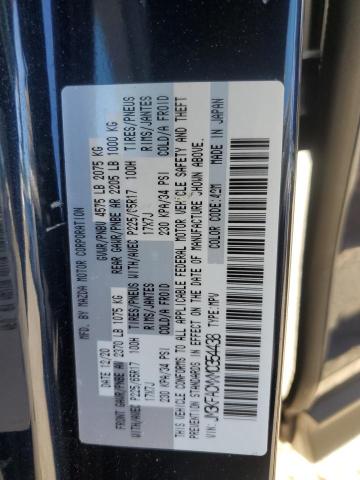 MFD. BY MAZDA MOTOR CORPORATION
DATE 12/20 GVWR/PNBV 4575 LB 2075 KG
FRONT GAWR/PNBE AV 2370 LB 1075 KG REAR GAWR/PNBE AR 2205 LB 1000 KG
WITH/AVEC P225/65R17 100H TIRES/PNEUS WITH/AVEC P225/65R17 100H TIRES/PNEUS
17X7J RIMS/JANTES 17X7J RIMS/JANTES
230 KPA/34 PSI COLD/A FROID 230 KPA/34 PSI COLD/A FROID
THIS VEHICLE CONFORMS TO ALL APPLICABLE FEDERAL MOTOR VEHICLE SAFETY AND THEFT
PREVENTION STANDARDS IN EFFECT ON THE DATE OF MANUFACTURE SHOWN ABOVE.
MADE IN JAPAN
VIN: TYPE: MPV COLOR CODE: 42M